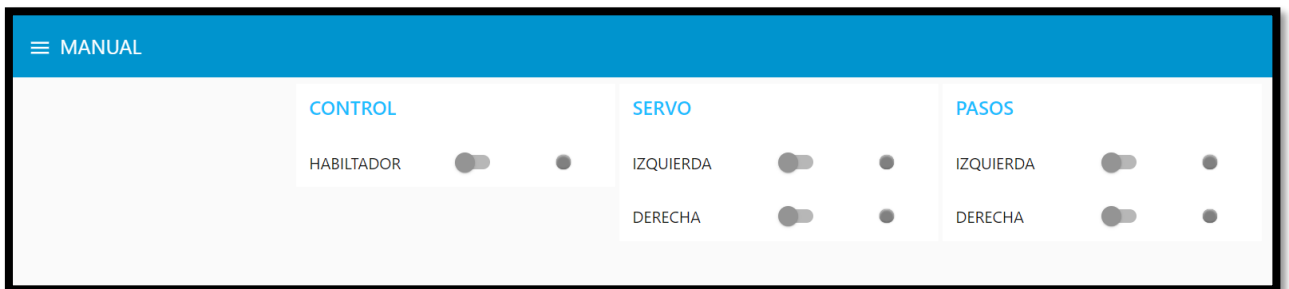 MANUAL
CONTROL
HABILTADOR
SERVO
IZQUIERDA
DERECHA
PASOS
IZQUIERDA
DERECHA